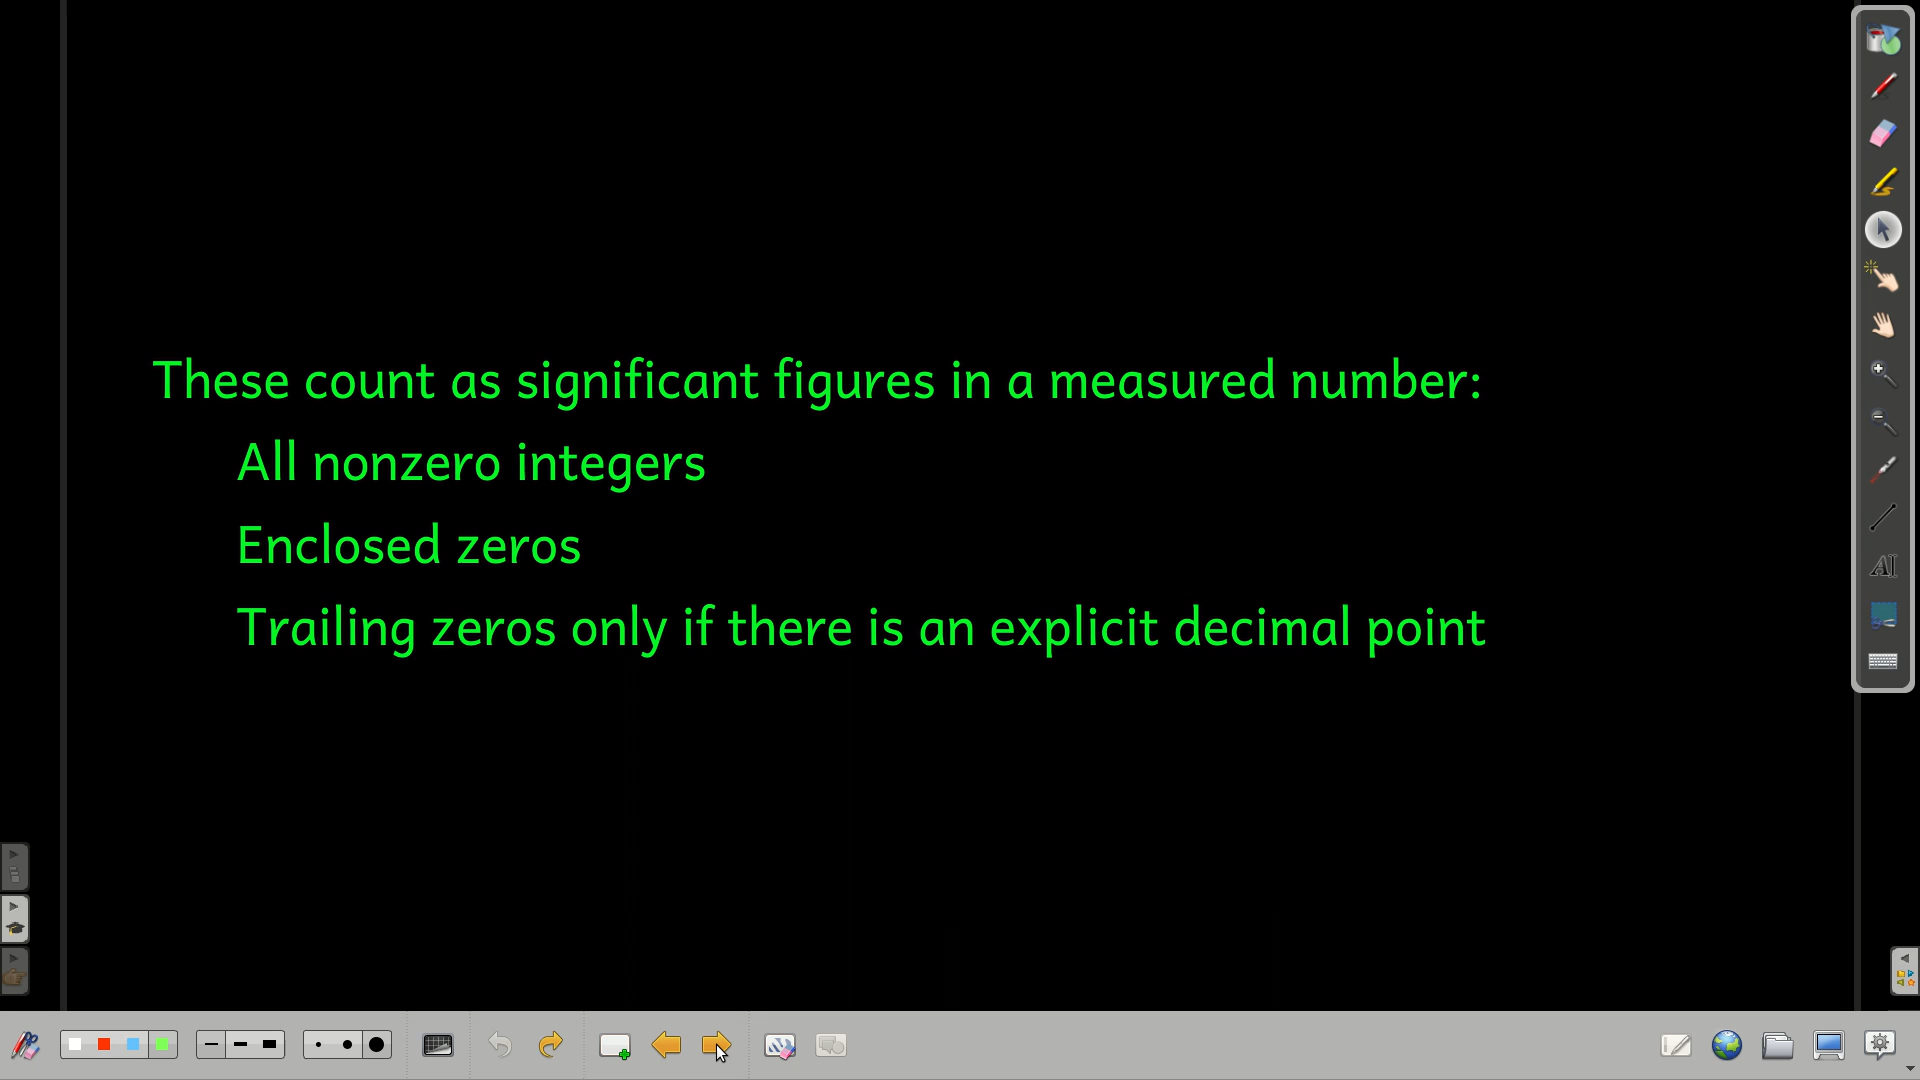 These count as significant figures in a measured number:
All nonzero integers
Enclosed zeros
Trailing zeros only if there is an explicit decimal point